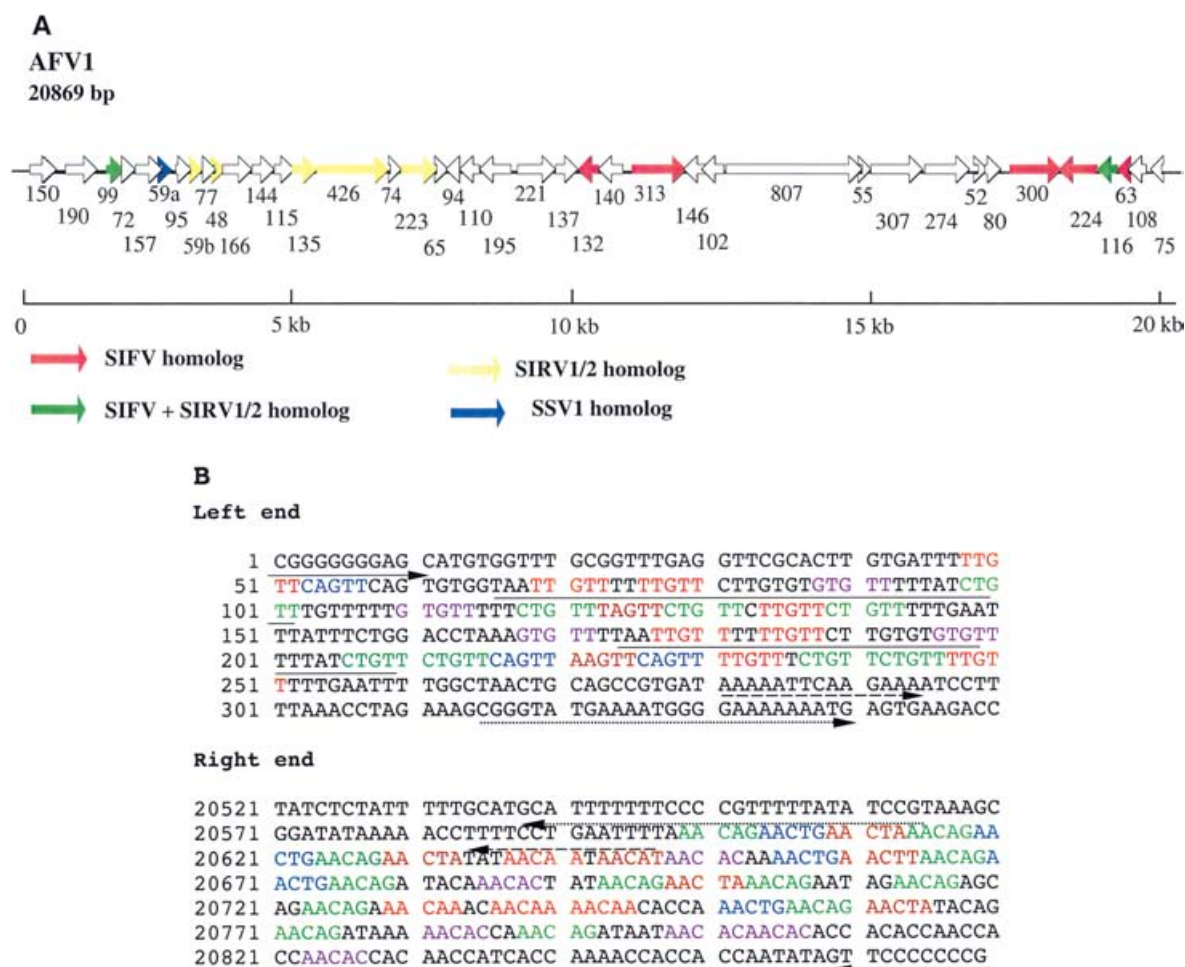 A
AFV1
20869 bp
150 99 59a 77 144 426 74 94 221 140 313 807 55 52 300 63
190 72 95 48 115 223 110 137 146 307 274 80 224 108
157 59b 166 135 65 195 132 102 116 75
0 5 kb 10 kb 15 kb 20 kb
SIFV homolog SIRV1/2 homolog
SIFV + SIRV1/2 homolog SSV1 homolog
B
Left end
1 CGGGGGGGAG CATGTGGTTT GCGGTTTGAG GTTCGCACTT GTGATTTTTG
51 TTCAGTTCAG TGTGGTAATT GTTTTTTGTT CTTGTGTGTG TTTTTATCTG
101 TTTGTTTTTG TGTTTTTCTG TTTAGTTCTG TTCTTGTTCT GTTTTTGAAT
151 TTATTTCTGG ACCTAAAGTG TTTTAATTGT TTTTTGTTCT TGTGTGTGTT
201 TTTATCTGTT CTGTTCAGTT AAGTTCAGTT TTGTTTCTGT TCTGTTTTGT
251 TTTTGAATTT TGGCTAACTG CAGCCGTGAT AAAAATTCAA GAAAATCCTT
301 TTAAACCTAG AAAGCGGGTA TGAAAATGGG GAAAAAAATG AGTGAAGACC
Right end
20521 TATCTCTATT TTTGCATGCA TTTTTTTCCC CGTTTTTATA TCCGTAAAGC
20571 GGATATAAAA ACCTTTTCCT GAATTTTAAA CAGAACTGAA CTAAACAGAA
20621 CTGAACAGAA CTATATAACA ATAACATAAC ACAAAACTGA ACTTAACAGA
20671 ACTGAACAGA TACAAACACT ATAACAGAAC TAAACAGAAT AGAACAGAGC
20721 AGAACAGAAA CAAACAACAA AACAACACCA AACTGAACAG AACTATACAG
20771 AACAGATAAA AACACCAAAC AGATAATAAC ACAACAACACC ACACCAACCA
20821 CCAACACCAC AACCATCACC AAAACCACCA CCAATATAGT TCCCCCCCG